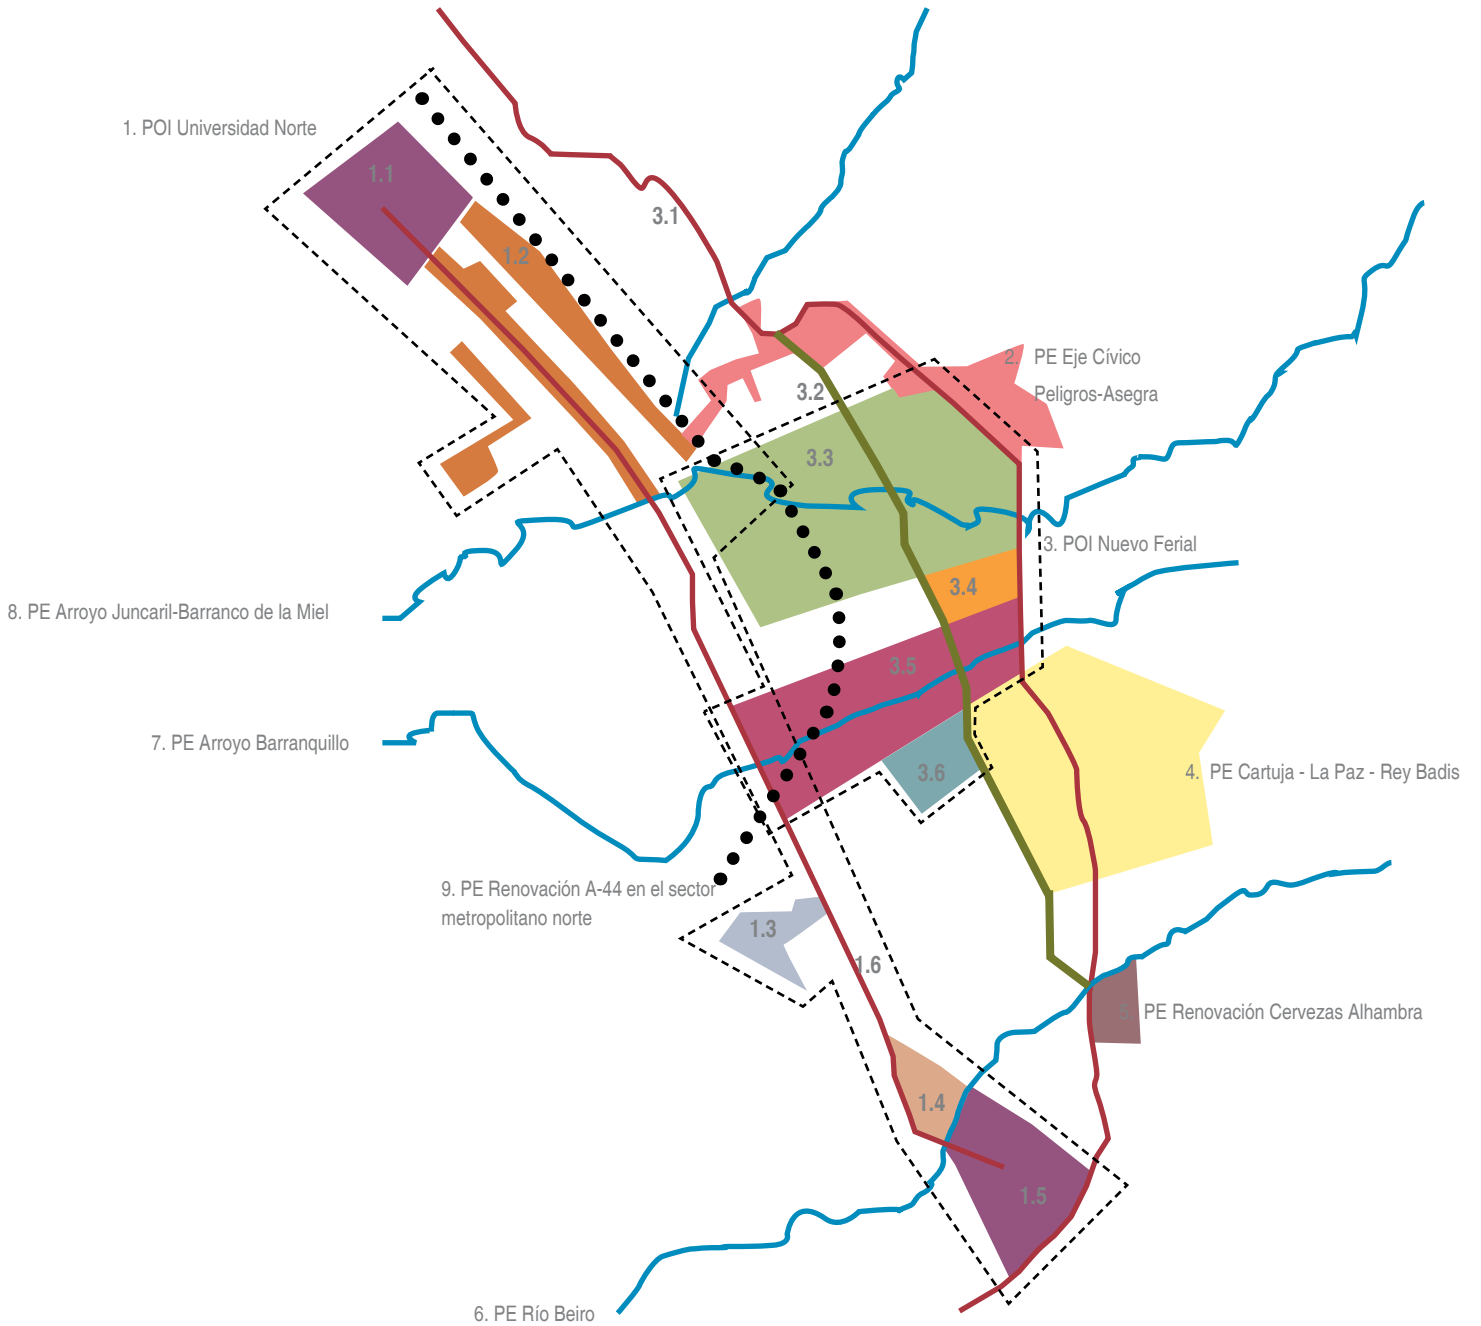 1. POI Universidad Norte
1.1
3.1
1.2
2. PE Eje Cívico
Peligros-Asegra
3.2
3.3
3. POI Nuevo Ferial
3.4
8. PE Arroyo Juncaril-Barranco de la Miel
3.5
7. PE Arroyo Barranquillo
3.6
4. PE Cartuja - La Paz - Rey Badis
9. PE Renovación A-44 en el sector
metropolitano norte
1.3
1.6
5. PE Renovación Cervezas Alhambra
1.4
1.5
6. PE Río Beiro